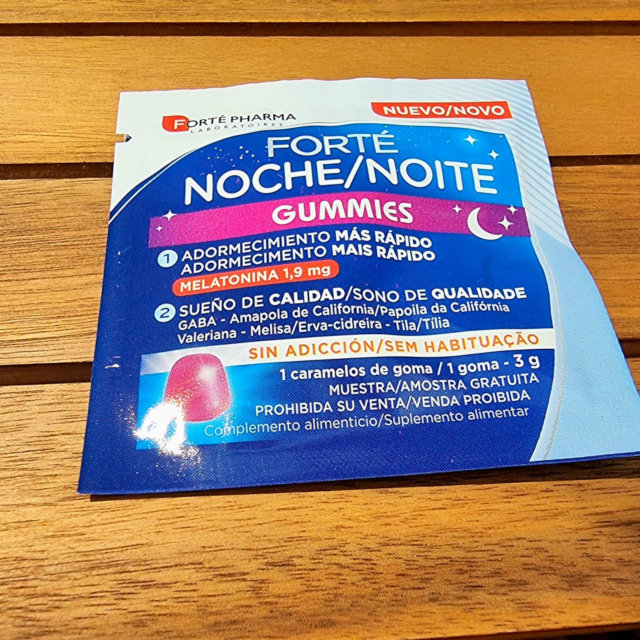 FORTÉ PHARMA
LABORATOIRES
NUEVO/NOVO
FORTÉ
NOCHE/NOITE
GUMMIES
1 ADORMECIMIENTO MÁS RÁPIDO
ADORMECIMENTO MAIS RÁPIDO
MELATONINA 1,9 mg
2 SUEÑO DE CALIDAD/SONO DE QUALIDADE
GABA - Amapola de California/Papoila da Califórnia
Valeriana - Melisa/Erva-cidreira - Tila/Tília
SIN ADICCIÓN/SEM HABITUAÇÃO
1 caramelos de goma / 1 goma - 3 g
MUESTRA/AMOSTRA GRATUITA
PROHIBIDA SU VENTA/VENDA PROIBIDA
Complemento alimenticio/Suplemento alimentar